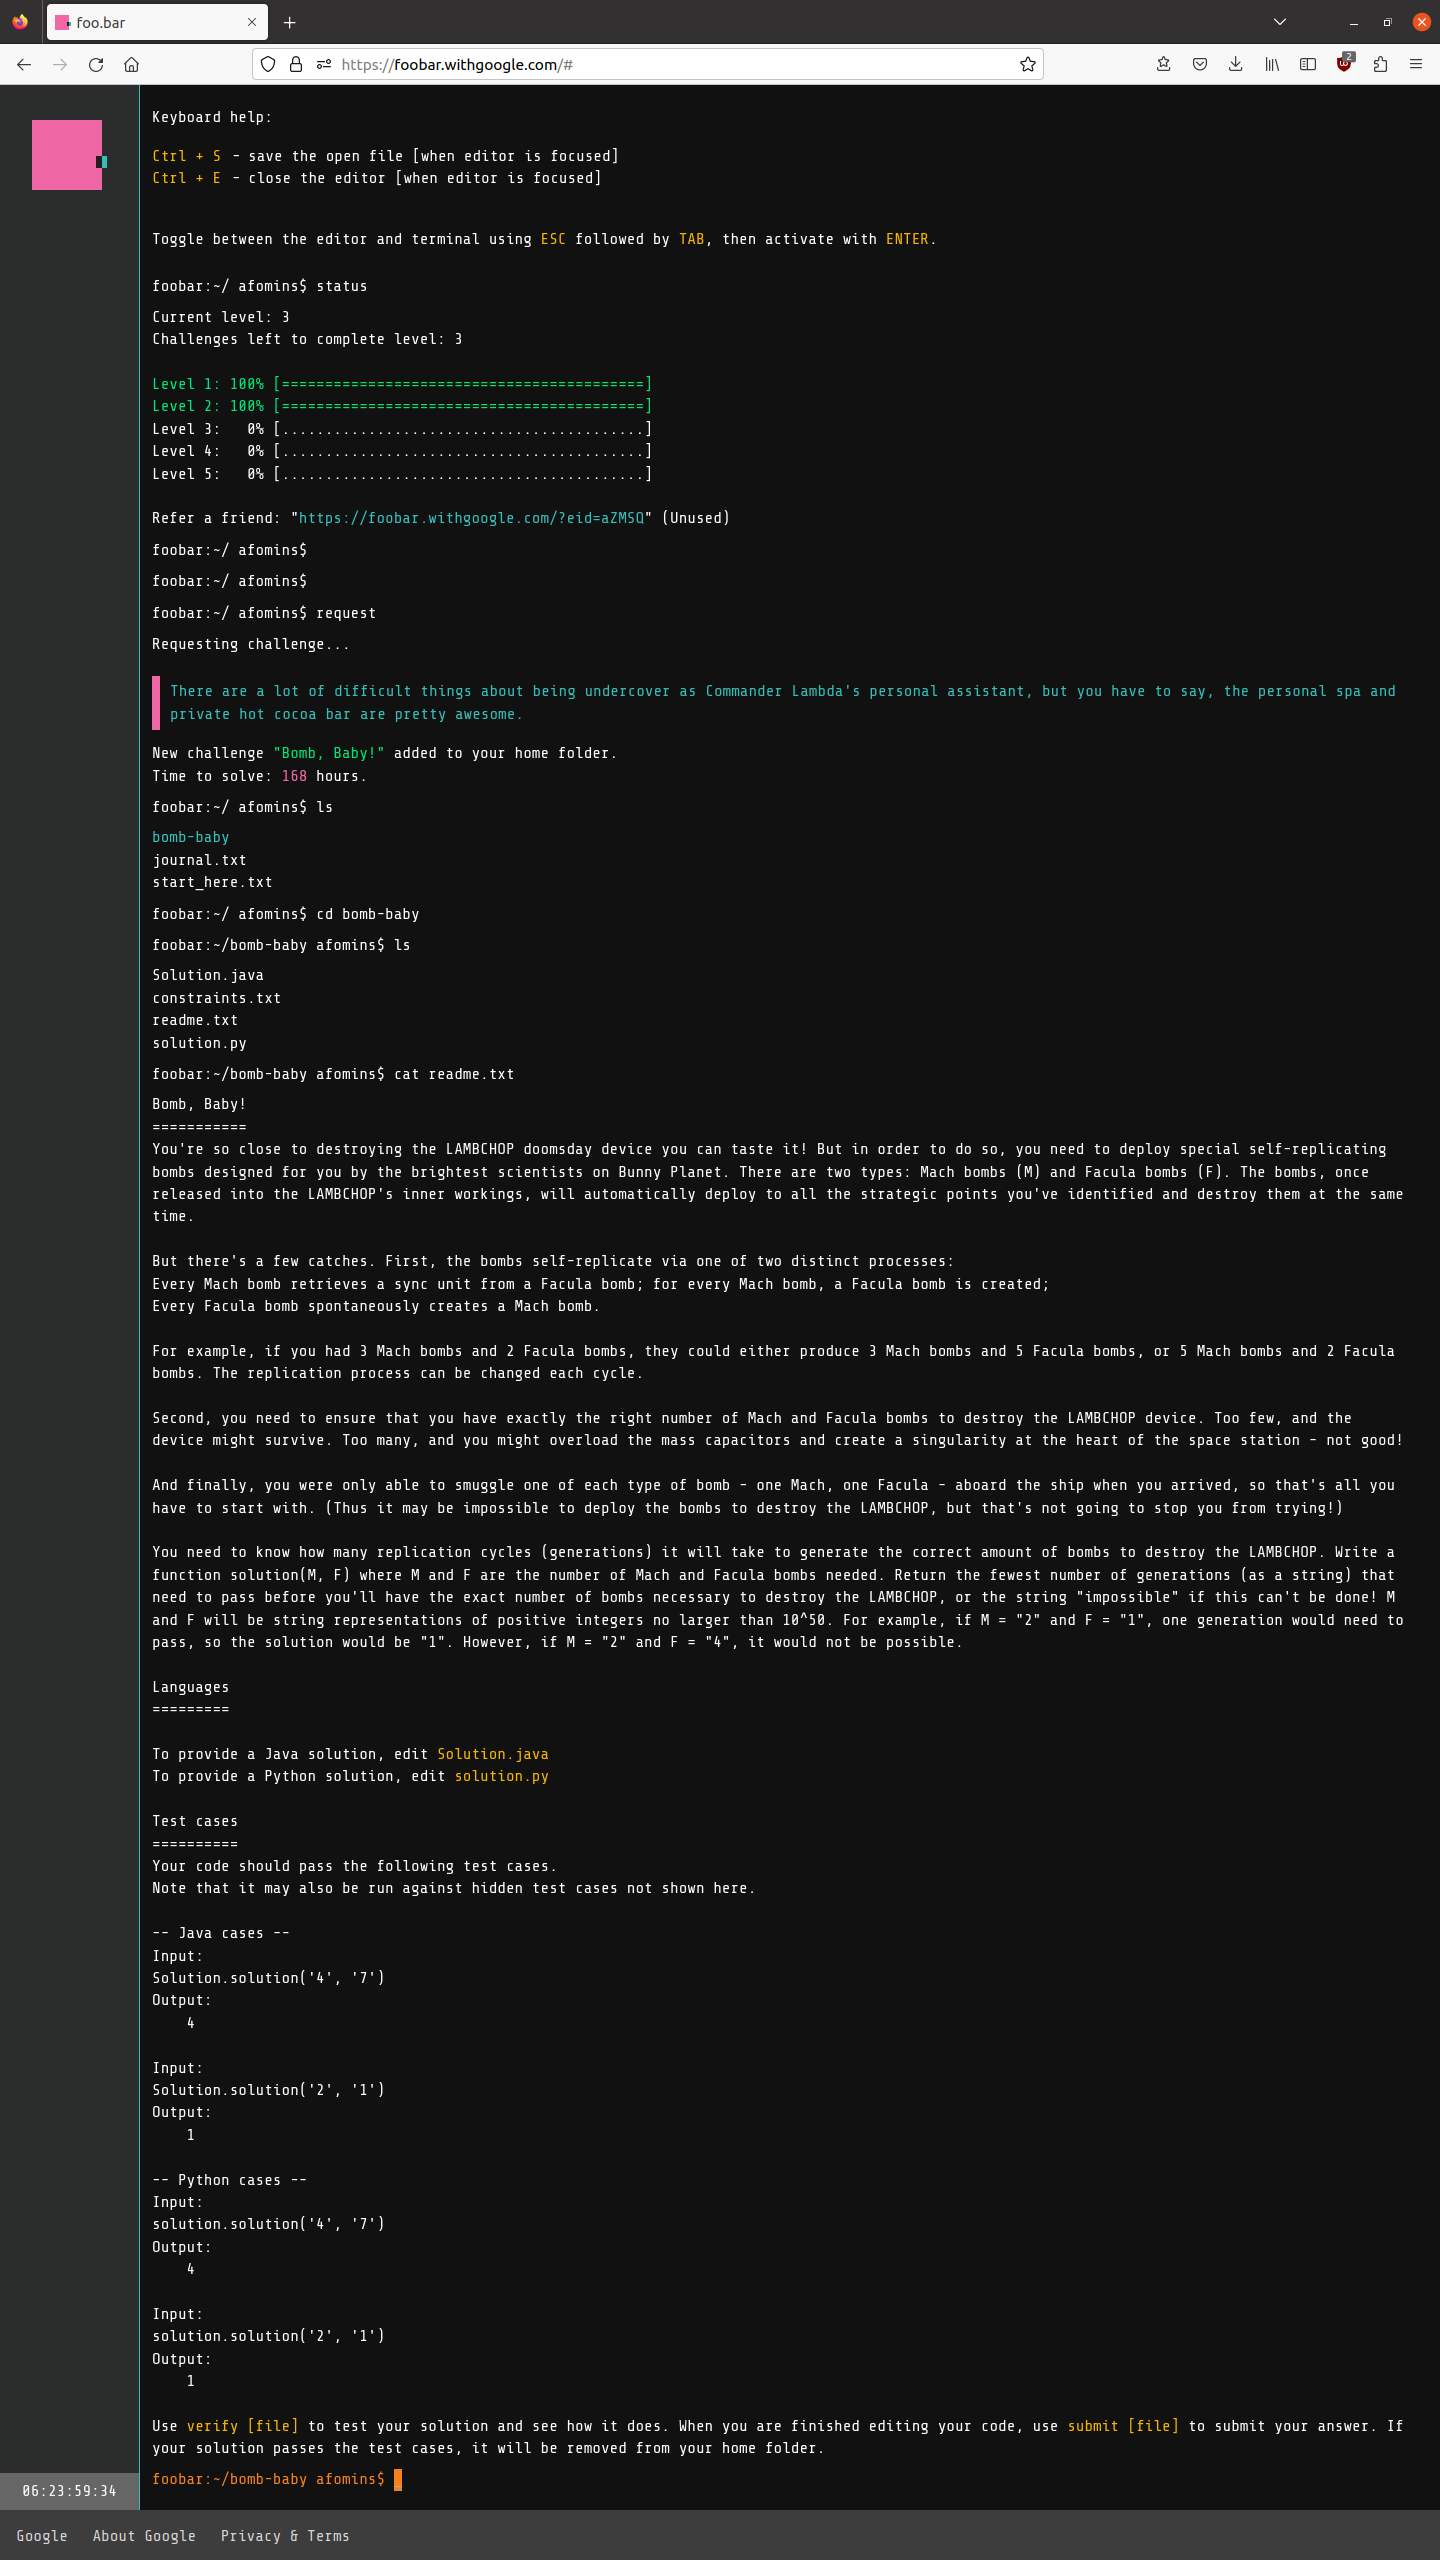 foo.bar
https://foobar.withgoogle.com/#
2
Keyboard help:
Ctrl + S - save the open file [when editor is focused]
Ctrl + E - close the editor [when editor is focused]
Toggle between the editor and terminal using ESC followed by TAB, then activate with ENTER.
foobar:~/ afomins$ status
Current level: 3
Challenges left to complete level: 3
Level 1: 100% [==========================================]
Level 2: 100% [==========================================]
Level 3:   0% [..........................................]
Level 4:   0% [..........................................]
Level 5:   0% [..........................................]
Refer a friend: "https://foobar.withgoogle.com/?eid=aZMSQ" (Unused)
foobar:~/ afomins$
foobar:~/ afomins$
foobar:~/ afomins$ request
Requesting challenge...
There are a lot of difficult things about being undercover as Commander Lambda's personal assistant, but you have to say, the personal spa and
private hot cocoa bar are pretty awesome.
New challenge "Bomb, Baby!" added to your home folder.
Time to solve: 168 hours.
foobar:~/ afomins$ ls
bomb-baby
journal.txt
start_here.txt
foobar:~/ afomins$ cd bomb-baby
foobar:~/bomb-baby afomins$ ls
Solution.java
constraints.txt
readme.txt
solution.py
foobar:~/bomb-baby afomins$ cat readme.txt
Bomb, Baby!
===========
You're so close to destroying the LAMBCHOP doomsday device you can taste it! But in order to do so, you need to deploy special self-replicating
bombs designed for you by the brightest scientists on Bunny Planet. There are two types: Mach bombs (M) and Facula bombs (F). The bombs, once
released into the LAMBCHOP's inner workings, will automatically deploy to all the strategic points you've identified and destroy them at the same
time.
But there's a few catches. First, the bombs self-replicate via one of two distinct processes:
Every Mach bomb retrieves a sync unit from a Facula bomb; for every Mach bomb, a Facula bomb is created;
Every Facula bomb spontaneously creates a Mach bomb.
For example, if you had 3 Mach bombs and 2 Facula bombs, they could either produce 3 Mach bombs and 5 Facula bombs, or 5 Mach bombs and 2 Facula
bombs. The replication process can be changed each cycle.
Second, you need to ensure that you have exactly the right number of Mach and Facula bombs to destroy the LAMBCHOP device. Too few, and the
device might survive. Too many, and you might overload the mass capacitors and create a singularity at the heart of the space station - not good!
And finally, you were only able to smuggle one of each type of bomb - one Mach, one Facula - aboard the ship when you arrived, so that's all you
have to start with. (Thus it may be impossible to deploy the bombs to destroy the LAMBCHOP, but that's not going to stop you from trying!)
You need to know how many replication cycles (generations) it will take to generate the correct amount of bombs to destroy the LAMBCHOP. Write a
function solution(M, F) where M and F are the number of Mach and Facula bombs needed. Return the fewest number of generations (as a string) that
need to pass before you'll have the exact number of bombs necessary to destroy the LAMBCHOP, or the string "impossible" if this can't be done! M
and F will be string representations of positive integers no larger than 10^50. For example, if M = "2" and F = "1", one generation would need to
pass, so the solution would be "1". However, if M = "2" and F = "4", it would not be possible.
Languages
=========
To provide a Java solution, edit Solution.java
To provide a Python solution, edit solution.py
Test cases
==========
Your code should pass the following test cases.
Note that it may also be run against hidden test cases not shown here.
-- Java cases --
Input:
Solution.solution('4', '7')
Output:
    4
Input:
Solution.solution('2', '1')
Output:
    1
-- Python cases --
Input:
solution.solution('4', '7')
Output:
    4
Input:
solution.solution('2', '1')
Output:
    1
Use verify [file] to test your solution and see how it does. When you are finished editing your code, use submit [file] to submit your answer. If
your solution passes the test cases, it will be removed from your home folder.
foobar:~/bomb-baby afomins$
06:23:59:34
Google About Google Privacy & Terms